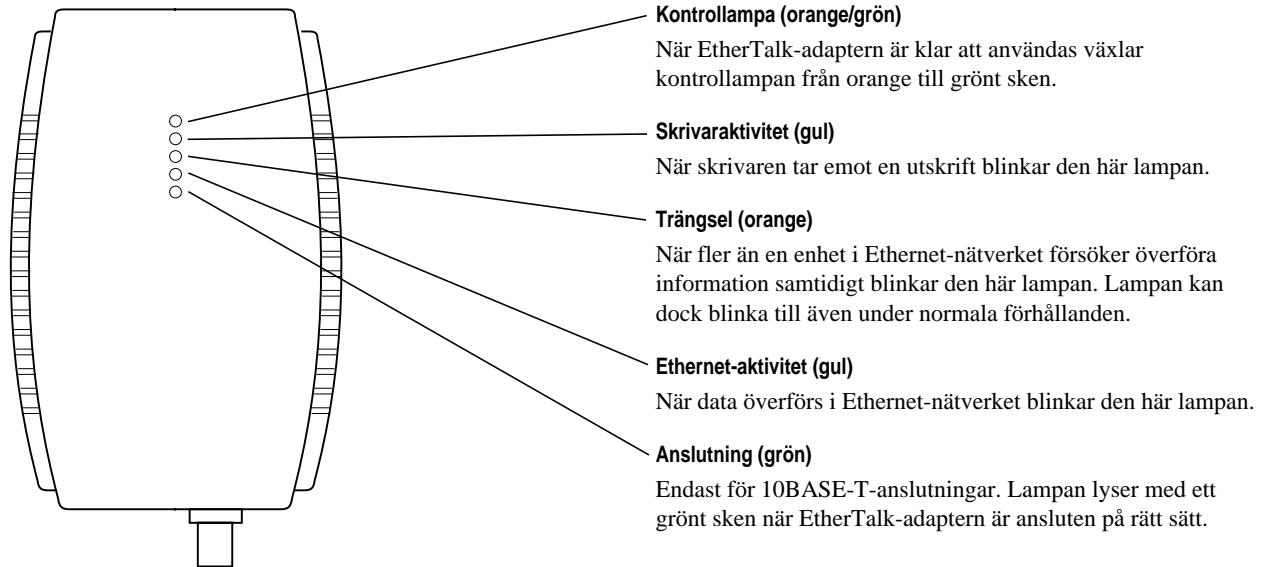 Kontrollampa (orange/grön)
När EtherTalk-adaptern är klar att användas växlar
kontrollampan från orange till grönt sken.
Skrivaraktivitet (gul)
När skrivaren tar emot en utskrift blinkar den här lampan.
Trängsel (orange)
När fler än en enhet i Ethernet-nätverket försöker överföra
information samtidigt blinkar den här lampan. Lampan kan
dock blinka till även under normala förhållanden.
Ethernet-aktivitet (gul)
När data överförs i Ethernet-nätverket blinkar den här lampan.
Anslutning (grön)
Endast för 10BASE-T-anslutningar. Lampan lyser med ett
grönt sken när EtherTalk-adaptern är ansluten på rätt sätt.